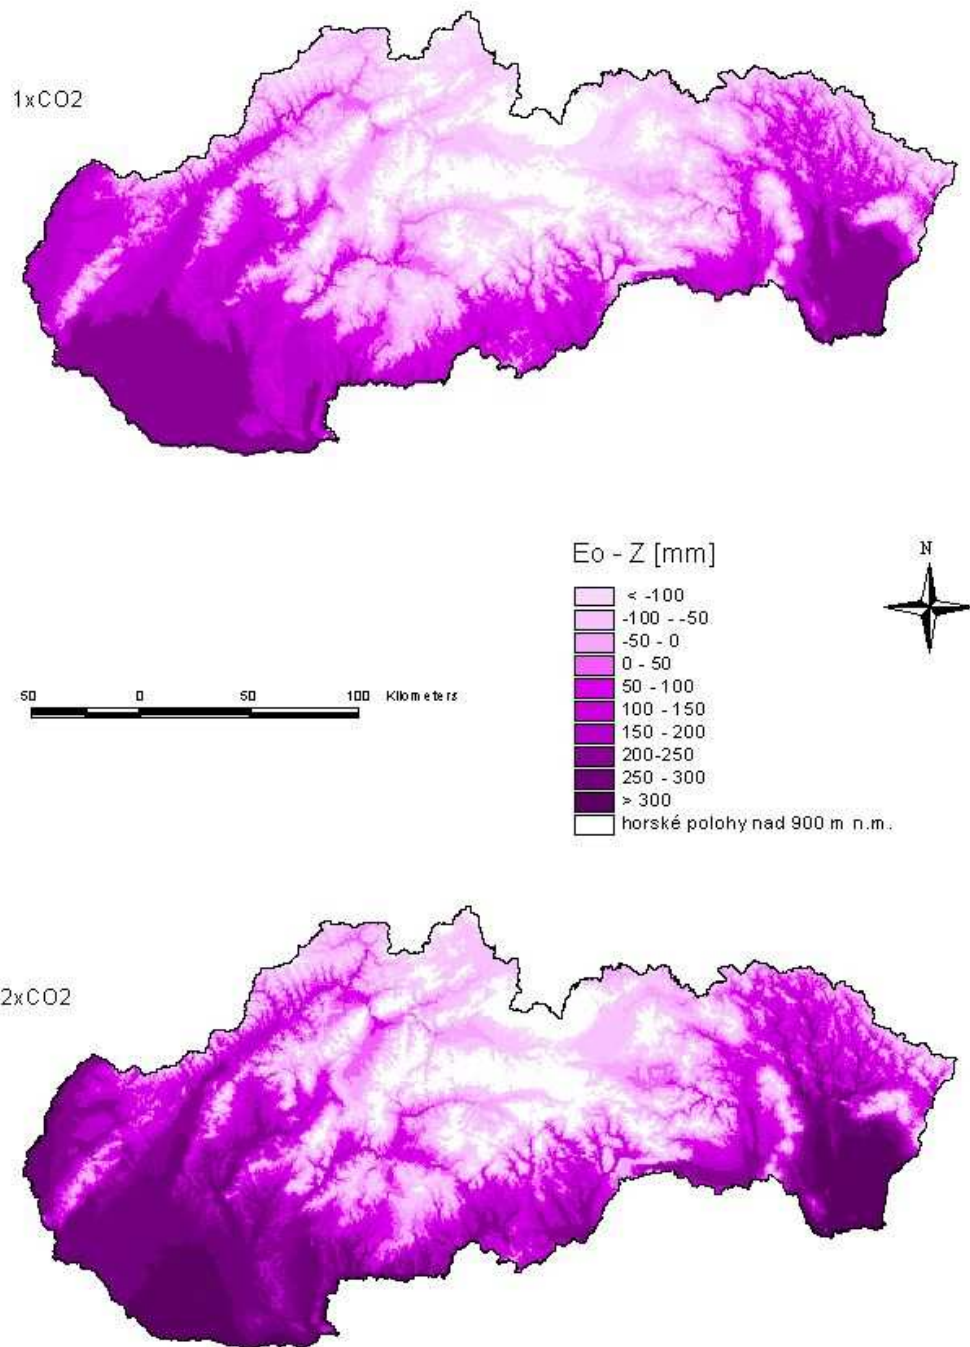 1xCO2
Eo - Z [mm]
N
< -100
-100 - -50
-50 - 0
0 - 50
50 - 100
100 - 150
150 - 200
200-250
250 - 300
> 300
horské polohy nad 900 m n.m.
50 0 50 100 Kilometers
2xCO2